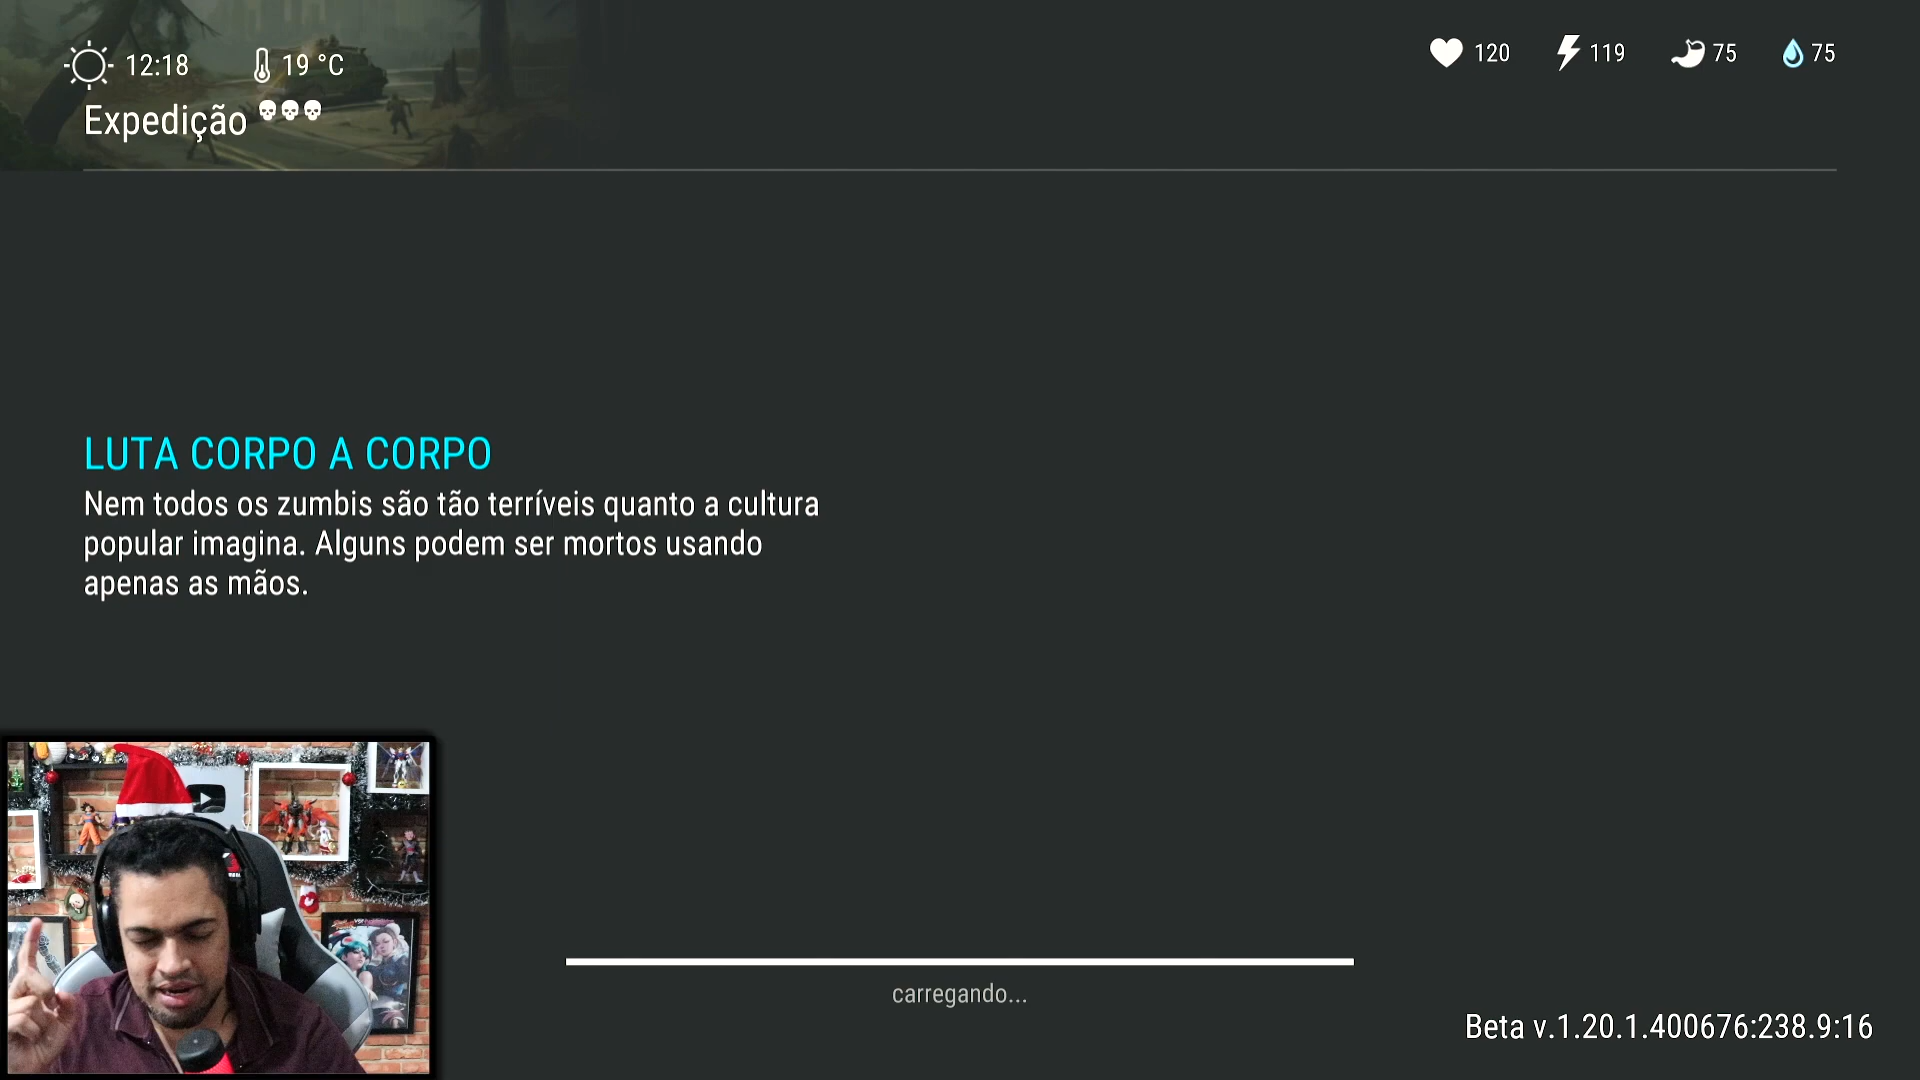 12:18
19 °C
120
119
75
75
Expedição
LUTA CORPO A CORPO
Nem todos os zumbis são tão terríveis quanto a cultura
popular imagina. Alguns podem ser mortos usando
apenas as mãos.
carregando...
Beta v.1.20.1.400676:238.9:16